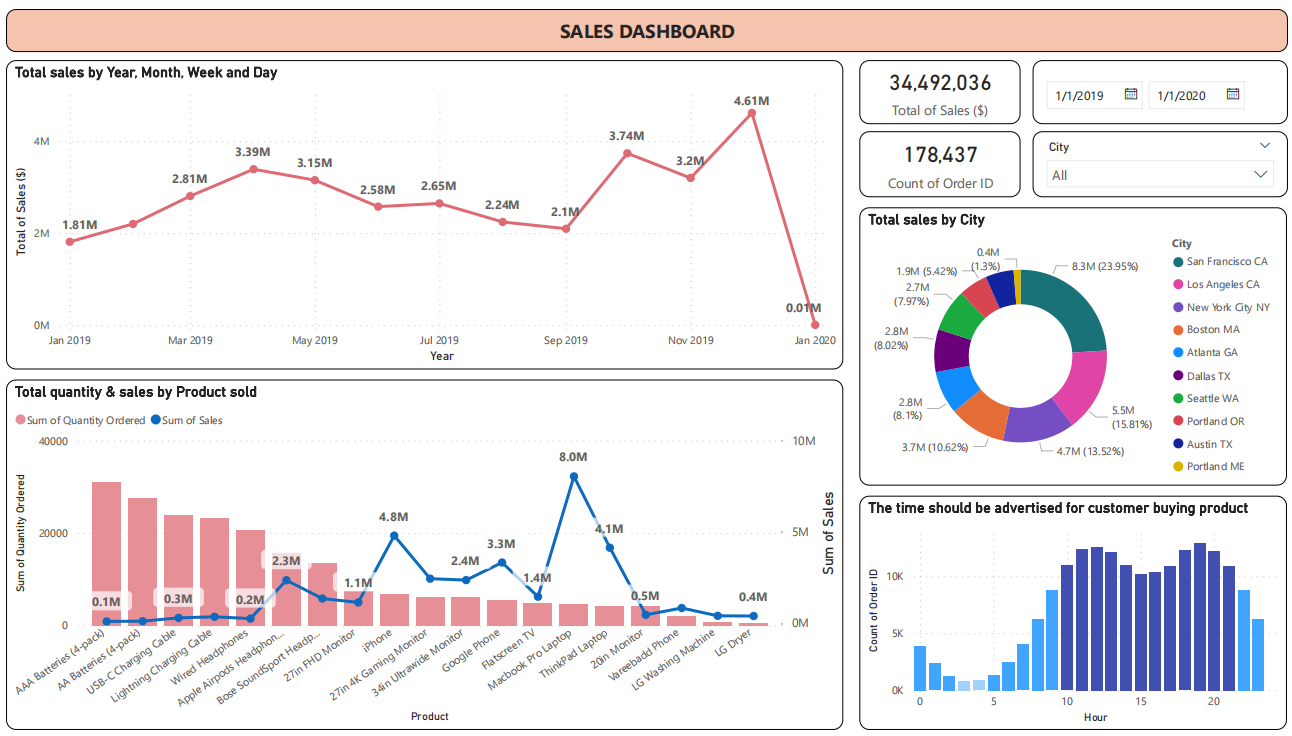 SALES DASHBOARD
Total sales by Year, Month, Week and Day
Total of Sales ($)
4M
2M
0M
1.81M
2.81M
3.39M
3.15M
2.58M
2.65M
2.24M
2.1M
3.74M
3.2M
4.61M
0.01M
Jan 2019
Mar 2019
May 2019
Jul 2019
Sep 2019
Nov 2019
Jan 2020
Year
34,492,036
Total of Sales ($)
178,437
Count of Order ID
1/1/2019
1/1/2020
City
All
Total sales by City
8.3M (23.95%)
5.5M
(15.81%)
4.7M (13.52%)
3.7M (10.62%)
2.8M
(8.1%)
2.8M
(8.02%)
2.7M
(7.97%)
1.9M (5.42%)
0.4M
(1.3%)
City
San Francisco CA
Los Angeles CA
New York City NY
Boston MA
Atlanta GA
Dallas TX
Seattle WA
Portland OR
Austin TX
Portland ME
Total quantity & sales by Product sold
Sum of Quantity Ordered
Sum of Sales
Sum of Quantity Ordered
40000
20000
0
0.1M
0.3M
0.2M
2.3M
1.1M
4.8M
2.4M
3.3M
1.4M
8.0M
4.1M
0.5M
0.4M
10M
5M
0M
Sum of Sales
AAA Batteries (4-pack)
AA Batteries (4-pack)
USB-C Charging Cable
Lightning Charging Cable
Wired Headphones
Apple Airpods Headphon...
Bose SoundSport Headp...
27in FHD Monitor
iPhone
27in 4K Gaming Monitor
34in Ultrawide Monitor
Google Phone
Flatscreen TV
Macbook Pro Laptop
ThinkPad Laptop
20in Monitor
Vareebadd Phone
LG Washing Machine
LG Dryer
Product
The time should be advertised for customer buying product
Count of Order ID
10K
5K
0K
0
5
10
15
20
Hour